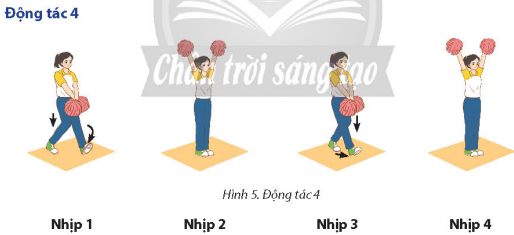 Động tác 4
Chân trời sáng tạo
Hình 5. Động tác 4
Nhịp 1 Nhịp 2 Nhịp 3 Nhịp 4